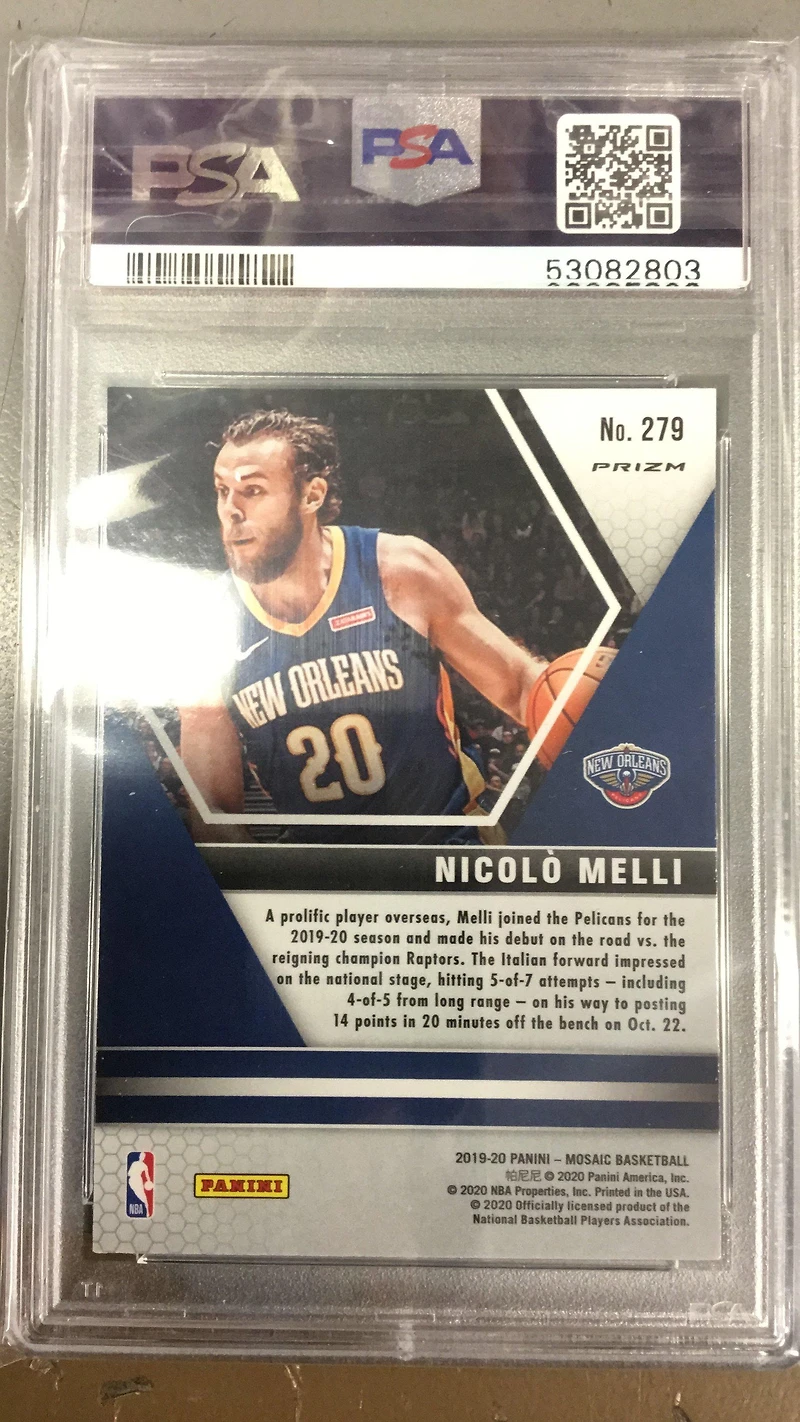 PSA
PSA
53082803
No. 279
PRIZM
NEW ORLEANS
20
NEW ORLEANS
PELICANS
NICOLÒ MELLI
A prolific player overseas, Melli joined the Pelicans for the
2019-20 season and made his debut on the road vs. the
reigning champion Raptors. The Italian forward impressed
on the national stage, hitting 5-of-7 attempts – including
4-of-5 from long range – on his way to posting
14 points in 20 minutes off the bench on Oct. 22.
NBA
PANINI
2019-20 PANINI – MOSAIC BASKETBALL
帕尼尼 © 2020 Panini America, Inc.
© 2020 NBA Properties, Inc. Printed in the USA.
© 2020 Officially licensed product of the
National Basketball Players Association.
PSA